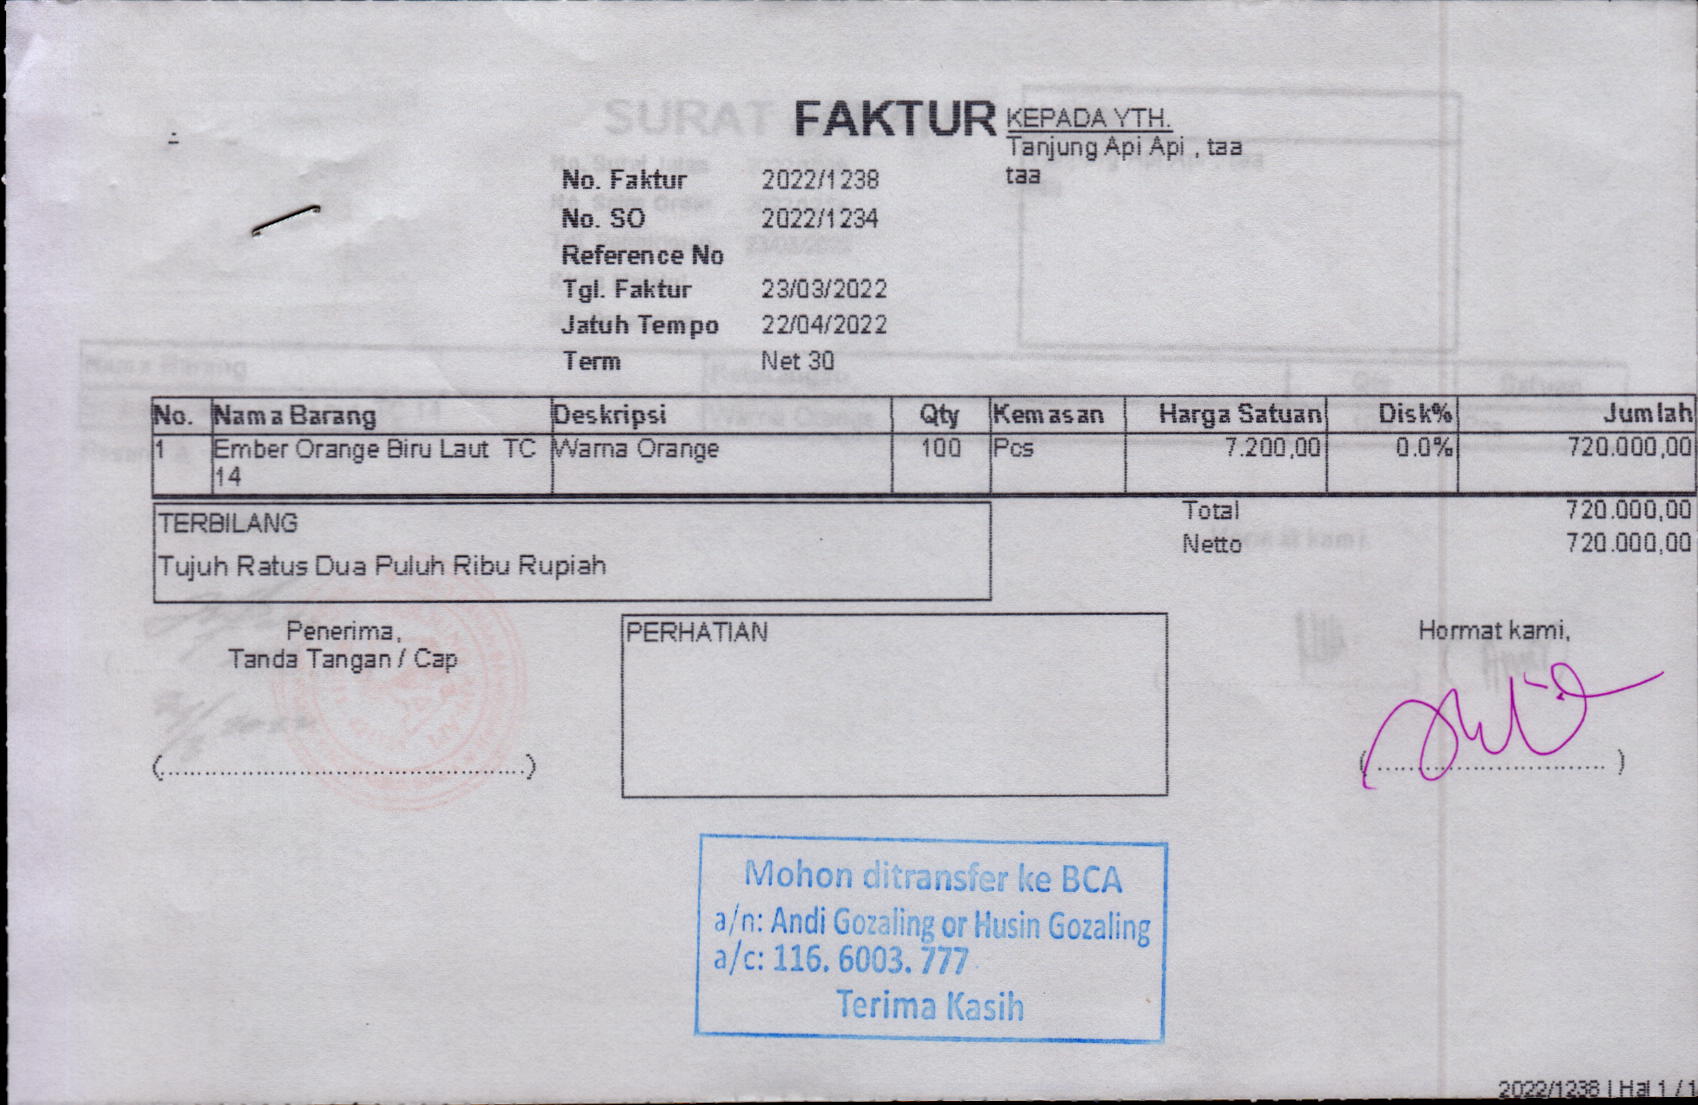 FAKTUR
KEPADA YTH.
Tanjung Api Api , taa
taa
No. Faktur 2022/1238
No. SO 2022/1234
Reference No
Tgl. Faktur 23/03/2022
Jatuh Tempo 22/04/2022
Term Net 30
No. Nama Barang Deskripsi Qty Kemasan Harga Satuan Disk% Jumlah
1 Ember Orange Biru Laut TC Warna Orange 100 Pcs 7.200,00 0.0% 720.000,00
14
Total 720.000,00
Netto 720.000,00
TERBILANG
Tujuh Ratus Dua Puluh Ribu Rupiah
Penerima,
Tanda Tangan / Cap
(..............................................)
PERHATIAN
Hormat kami,
(..............................)
Mohon ditransfer ke BCA
a/n: Andi Gozaling or Husin Gozaling
a/c: 116. 6003. 777
Terima Kasih
2022/1238 | Hal 1 / 1